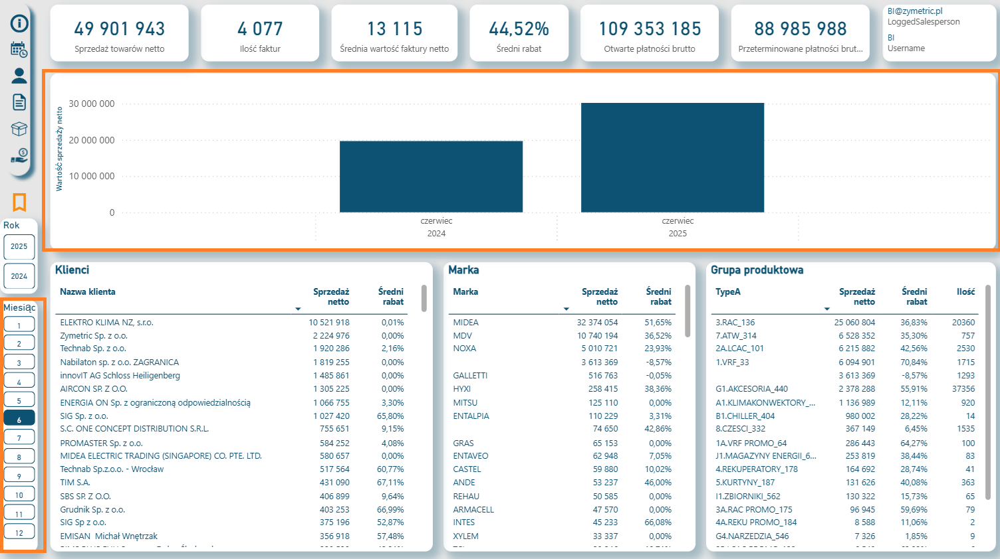 49 901 943
Sprzedaż towarów netto
4 077
Ilość faktur
13 115
Średnia wartość faktury netto
44,52%
Średni rabat
109 353 185
Otwarte płatności brutto
88 985 988
Przeterminowane płatności brut...
BI@zymetric.pl
LoggedSalesperson
BI
Username
Wartość sprzedaży netto
30 000 000
20 000 000
10 000 000
0
czerwiec
2024
czerwiec
2025
Rok
2025
2024
Miesiąc
1
2
3
4
5
6
7
8
9
10
11
12
Klienci
Nazwa klienta Sprzedaż netto Średni rabat
ELEKTRO KLIMA NZ, s.r.o. 10 521 918 0,01%
Zymetric Sp. z o.o. 2 224 976 0,00%
Technab Sp. z o.o. 1 920 286 2,16%
Nabilaton sp. z o.o. ZAGRANICA 1 819 255 0,00%
innovIT AG Schloss Heiligenberg 1 485 861 0,00%
AIRCON SP. Z O.O. 1 305 225 0,00%
ENERGIA ON Sp. z ograniczoną odpowiedzialnością 1 066 755 3,30%
SIG Sp. z o.o. 1 027 420 65,80%
S.C. ONE CONCEPT DISTRIBUTION S.R.L. 755 651 9,15%
PROMASTER Sp. z o.o. 584 252 4,08%
MIDEA ELECTRIC TRADING (SINGAPORE) CO. PTE. LTD. 580 657 0,00%
Technab Sp.z.o.o. - Wrocław 517 564 60,77%
TIM S.A. 431 090 67,11%
SBS SP. Z O.O. 406 899 9,64%
Grudnik Sp. z o.o. 403 253 66,99%
SIG Sp z o.o. 375 196 52,87%
EMISAN Michał Wnętrzak 356 918 57,48%
Marka
Marka Sprzedaż netto Średni rabat
MIDEA 32 374 054 51,65%
MDV 10 740 194 36,52%
NOXA 5 010 721 23,93%
3 613 369 -8,57%
GALLETTI 516 763 -0,05%
HYXI 258 415 38,36%
MITSU 125 110 0,00%
ENTALPIA 110 229 3,31%
74 650 42,86%
GRAS 65 153 0,00%
ENTAVEO 62 948 7,05%
CASTEL 59 880 10,02%
ANDE 53 237 46,00%
REHAU 50 585 0,00%
ARMACELL 47 570 0,00%
INTES 45 233 66,08%
XYLEM 33 337 0,00%
Grupa produktowa
TypeA Sprzedaż netto Średni rabat Ilość
3.RAC_136 25 060 804 36,83% 20360
7.ATW_314 6 528 352 35,30% 757
2A.LCAC_101 6 215 882 42,56% 2530
1.VRF_33 6 094 901 70,84% 1715
3 613 369 -8,57% 1293
G1.AKCESORIA_440 2 378 288 55,91% 37356
A1.KLIMAKONWEKTORY_... 1 136 989 12,11% 920
B1.CHILLER_404 980 002 28,22% 14
8.CZESCI_332 367 149 6,45% 1535
1A.VRF PROMO_64 286 443 64,27% 100
J1.MAGAZYNY ENERGII_6... 253 819 38,44% 83
4.REKUPERATORY_178 164 692 28,74% 41
5.KURTYNY_187 131 626 40,08% 363
I1.ZBIORNIKI_562 130 322 15,73% 65
3A.RAC PROMO_175 96 945 59,69% 79
4A.REKU PROMO_184 8 588 11,06% 2
G4.NARZEDZIA_546 7 326 1,85% 9